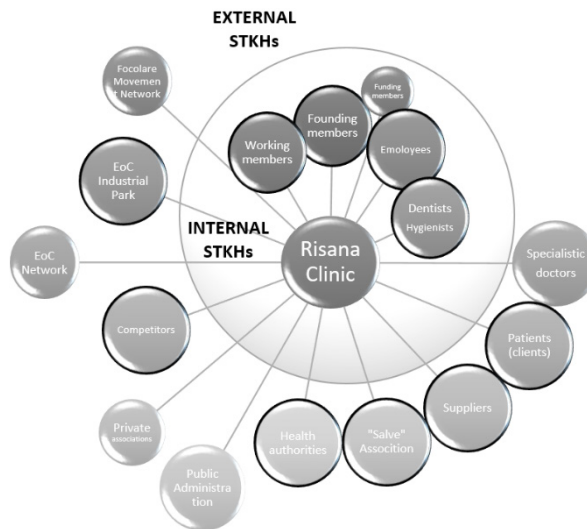 EXTERNAL
STKHs
Focolare
Movemen
t Network
Funding
members
Founding
members
Working
members
Emoloyees
EoC
Industrial
Park
Dentists
Hygienists
INTERNAL
STKHs
Risana
Clinic
EoC
Network
Specialistic
doctors
Competitors
Patients
(clients)
Suppliers
Private
associations
Health
authorities
"Salve"
Assocition
Public
Administra
tion